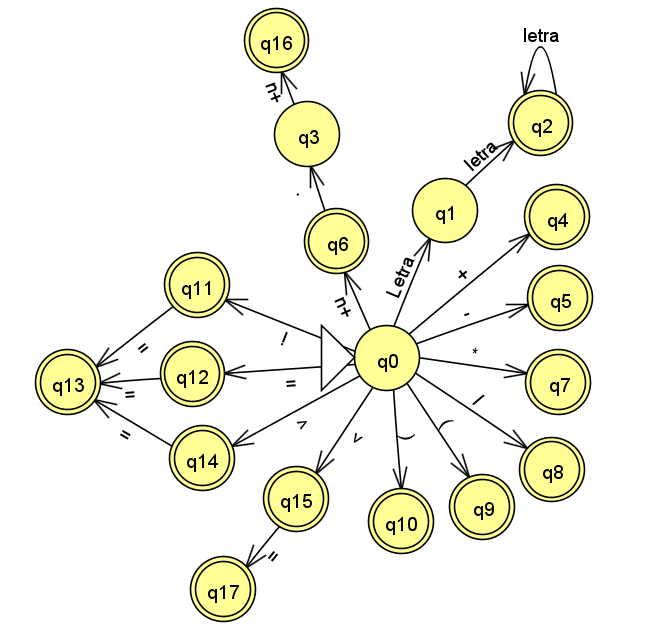 q16
n+
q3
.
q6
n+
letra
q2
letra
q1
Letra
q4
+
q5
-
q11
!
q0
*
q7
=
q12
=
=
q13
q14
>
=
/
q8
<
q15
)
q10
(
q9
=
q17